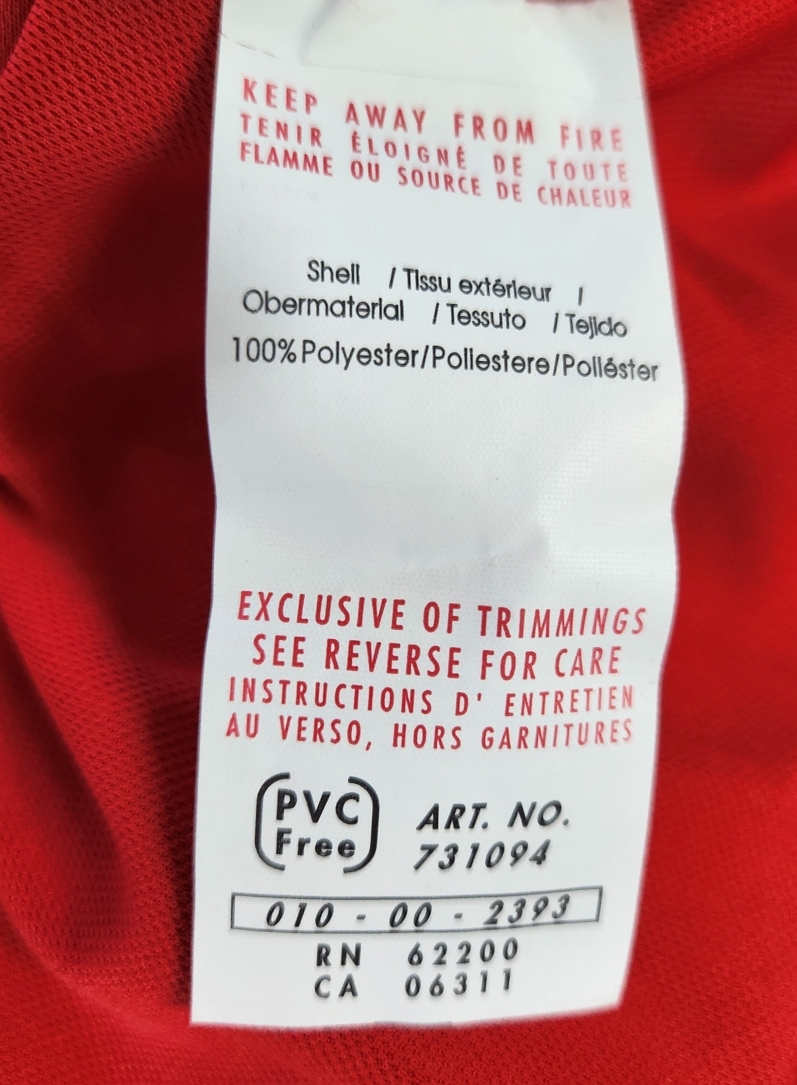 KEEP AWAY FROM FIRE
TENIR ÉLOIGNÉ DE TOUTE
FLAMME OU SOURCE DE CHALEUR
Shell / Tissu extérieur /
Obermaterial / Tessuto / Tejido
100% Polyester/Poliestere/Poliéster
EXCLUSIVE OF TRIMMINGS
SEE REVERSE FOR CARE
INSTRUCTIONS D' ENTRETIEN
AU VERSO, HORS GARNITURES
PVC
Free
ART. NO.
731094
010 - 00 - 2393
RN 62200
CA 06311